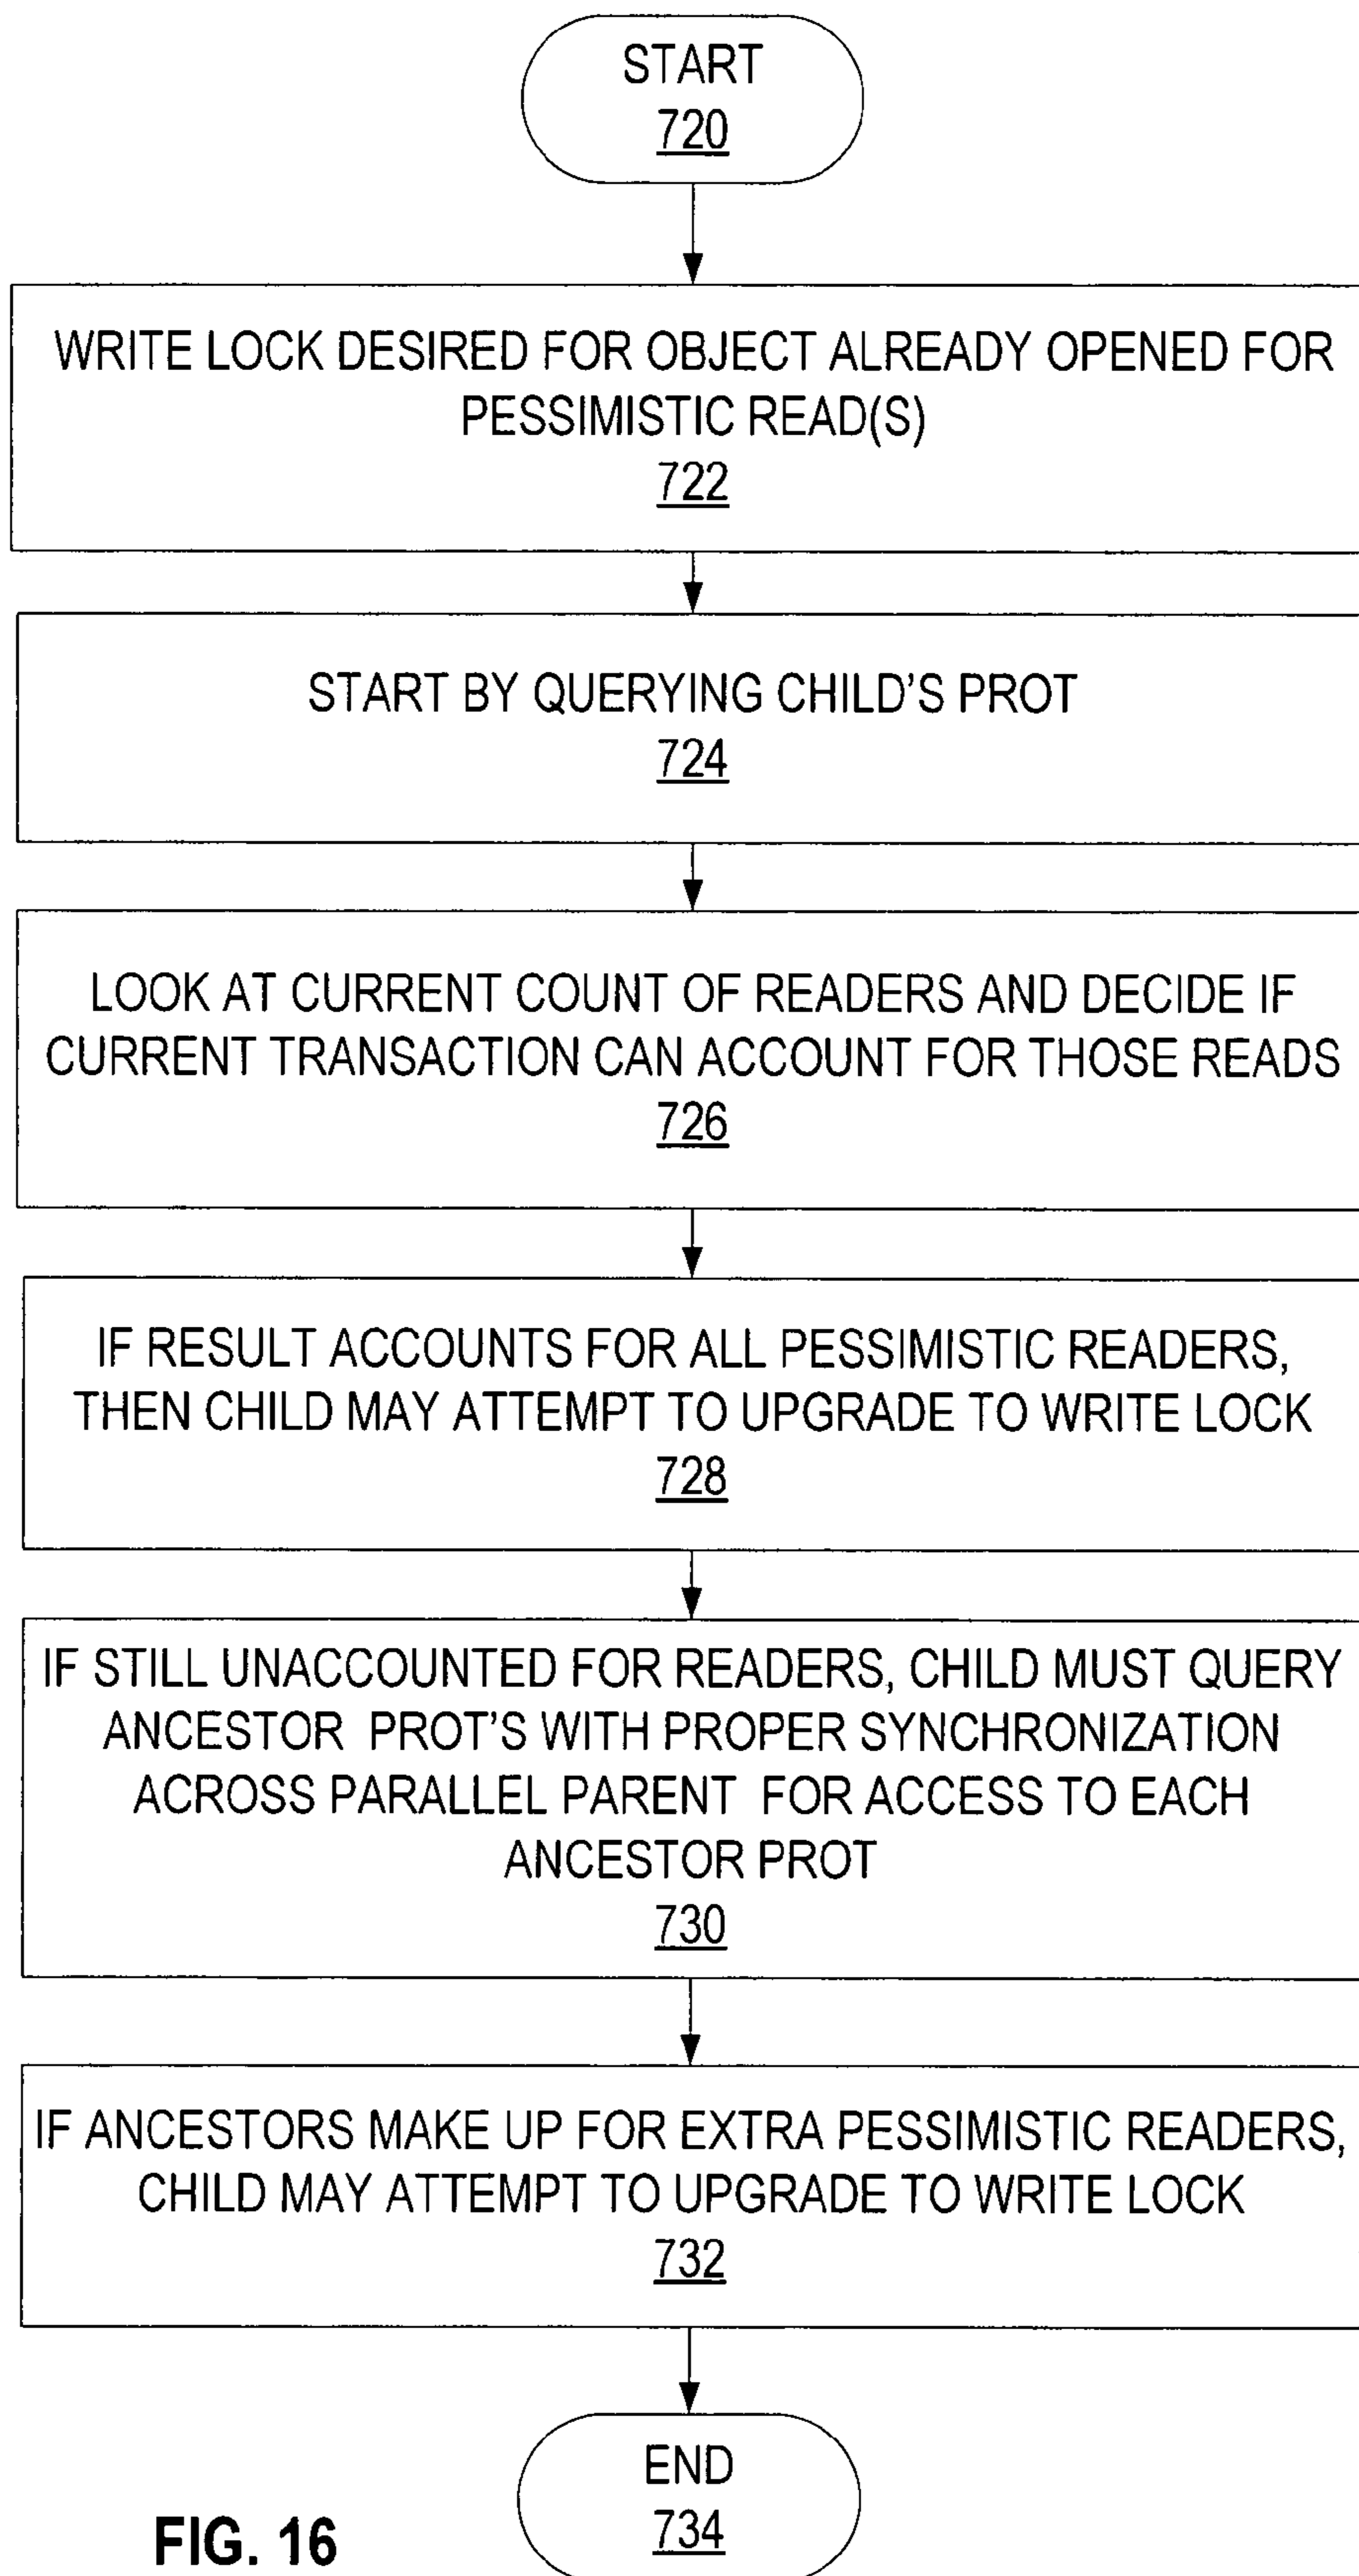 START
720
WRITE LOCK DESIRED FOR OBJECT ALREADY OPENED FOR
PESSIMISTIC READ(S)
722
START BY QUERYING CHILD'S PROT
724
LOOK AT CURRENT COUNT OF READERS AND DECIDE IF
CURRENT TRANSACTION CAN ACCOUNT FOR THOSE READS
726
IF RESULT ACCOUNTS FOR ALL PESSIMISTIC READERS,
THEN CHILD MAY ATTEMPT TO UPGRADE TO WRITE LOCK
728
IF STILL UNACCOUNTED FOR READERS, CHILD MUST QUERY
ANCESTOR PROT'S WITH PROPER SYNCHRONIZATION
ACROSS PARALLEL PARENT FOR ACCESS TO EACH
ANCESTOR PROT
730
IF ANCESTORS MAKE UP FOR EXTRA PESSIMISTIC READERS,
CHILD MAY ATTEMPT TO UPGRADE TO WRITE LOCK
732
END
734
FIG. 16